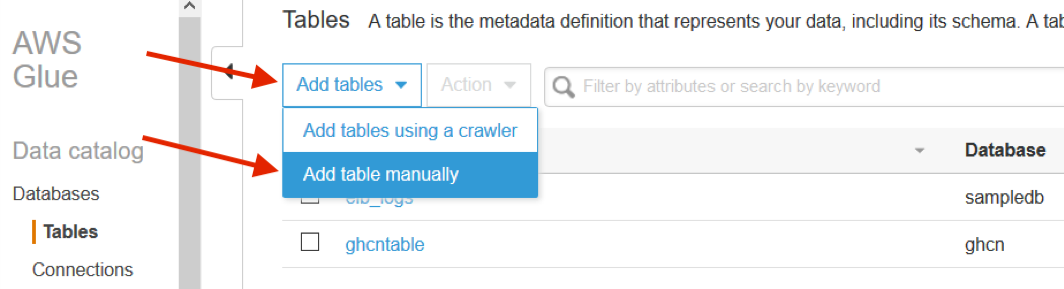 AWS
Glue
Data catalog
Databases
Tables
Connections
Tables A table is the metadata definition that represents your data, including its schema. A tab
Add tables Action Filter by attributes or search by keyword
Add tables using a crawler
Add table manually
Database
elb_logs sampledb
ghcntable ghcn